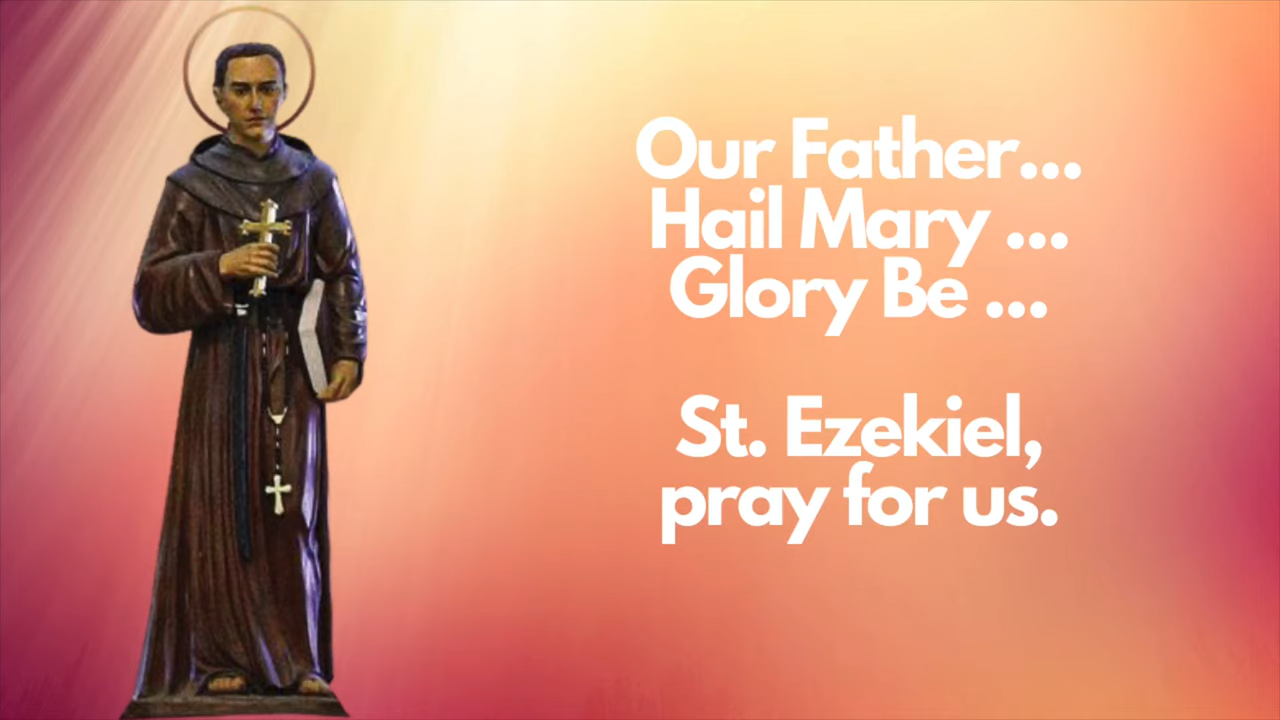 Our Father...
Hail Mary ...
Glory Be ...
St. Ezekiel,
pray for us.